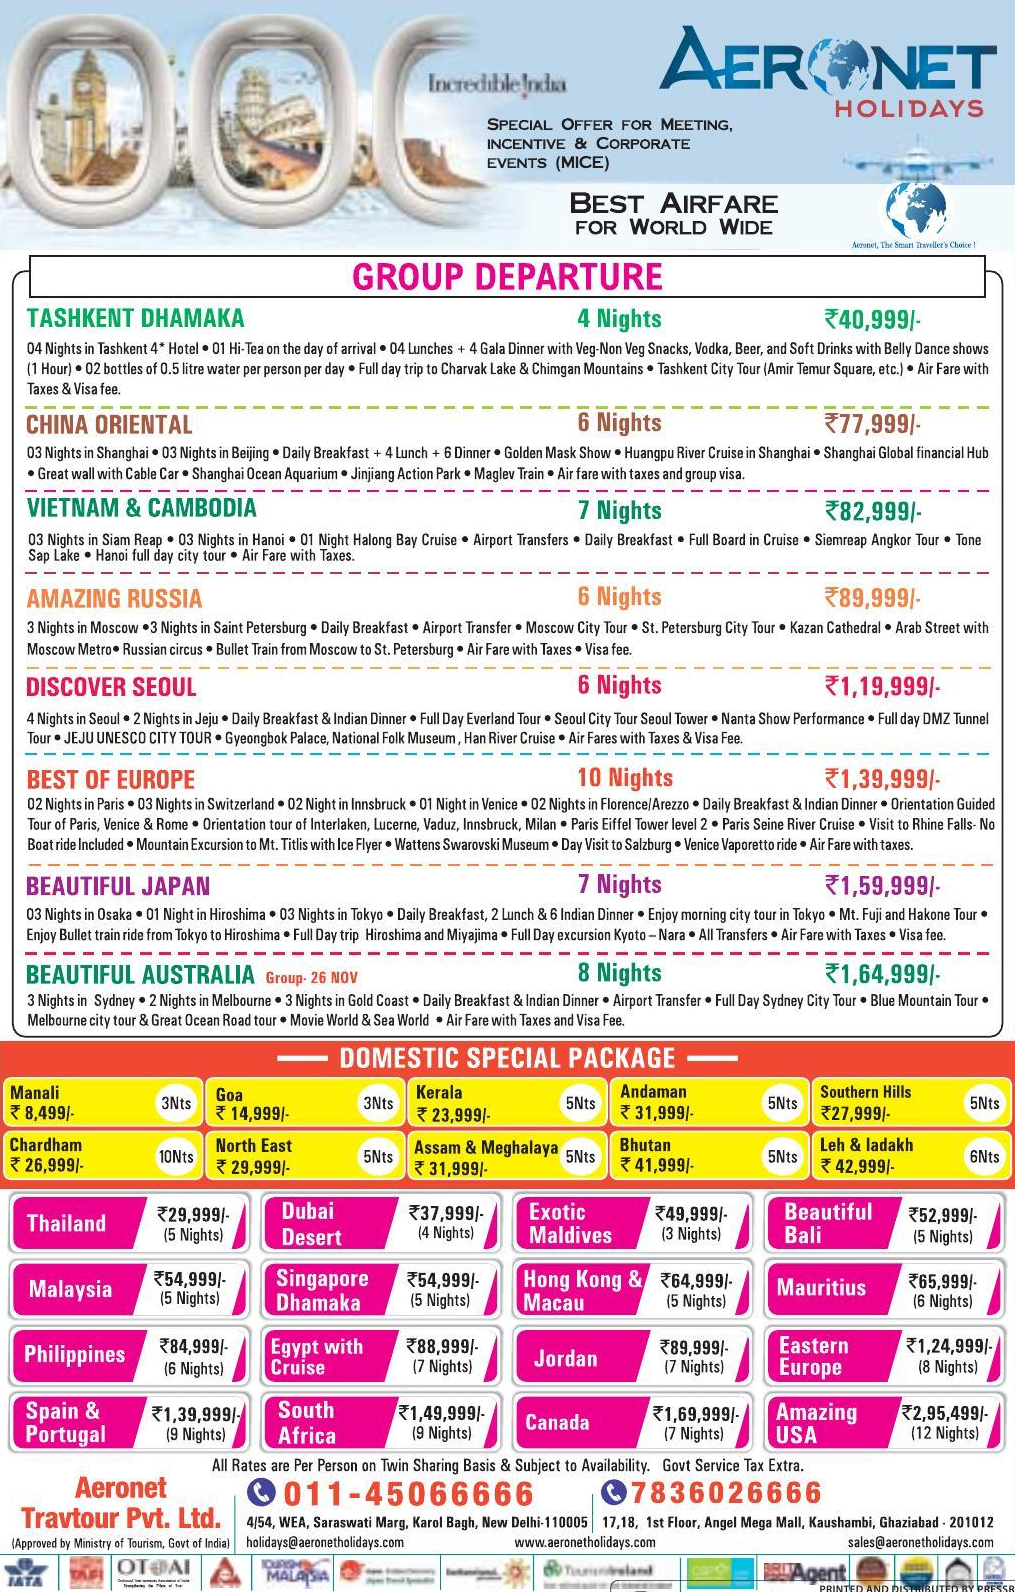 Incredible!ndia
AERONET
HOLIDAYS
SPECIAL OFFER FOR MEETING,
INCENTIVE & CORPORATE
EVENTS (MICE)
BEST AIRFARE
FOR WORLD WIDE
Aeronet, The Smart Traveller's Choice !
GROUP DEPARTURE
TASHKENT DHAMAKA 4 Nights ₹40,999/-
04 Nights in Tashkent 4* Hotel • 01 Hi-Tea on the day of arrival • 04 Lunches + 4 Gala Dinner with Veg-Non Veg Snacks, Vodka, Beer, and Soft Drinks with Belly Dance shows
(1 Hour) • 02 bottles of 0.5 litre water per person per day • Full day trip to Charvak Lake & Chimgan Mountains • Tashkent City Tour (Amir Temur Square, etc.) • Air Fare with
Taxes & Visa fee.
CHINA ORIENTAL 6 Nights ₹77,999/-
03 Nights in Shanghai • 03 Nights in Beijing • Daily Breakfast + 4 Lunch + 6 Dinner • Golden Mask Show • Huangpu River Cruise in Shanghai • Shanghai Global financial Hub
• Great wall with Cable Car • Shanghai Ocean Aquarium • Jinjiang Action Park • Maglev Train • Air fare with taxes and group visa.
VIETNAM & CAMBODIA 7 Nights ₹82,999/-
03 Nights in Siam Reap • 03 Nights in Hanoi • 01 Night Halong Bay Cruise • Airport Transfers • Daily Breakfast • Full Board in Cruise • Siemreap Angkor Tour • Tone
Sap Lake • Hanoi full day city tour • Air Fare with Taxes.
AMAZING RUSSIA 6 Nights ₹89,999/-
3 Nights in Moscow •3 Nights in Saint Petersburg • Daily Breakfast • Airport Transfer • Moscow City Tour • St. Petersburg City Tour • Kazan Cathedral • Arab Street with
Moscow Metro• Russian circus • Bullet Train from Moscow to St. Petersburg • Air Fare with Taxes • Visa fee.
DISCOVER SEOUL 6 Nights ₹1,19,999/-
4 Nights in Seoul • 2 Nights in Jeju • Daily Breakfast & Indian Dinner • Full Day Everland Tour • Seoul City Tour Seoul Tower • Nanta Show Performance • Full day DMZ Tunnel
Tour • JEJU UNESCO CITY TOUR • Gyeongbok Palace, National Folk Museum , Han River Cruise • Air Fares with Taxes & Visa Fee.
BEST OF EUROPE 10 Nights ₹1,39,999/-
02 Nights in Paris • 03 Nights in Switzerland • 02 Night in Innsbruck • 01 Night in Venice • 02 Nights in Florence/Arezzo • Daily Breakfast & Indian Dinner • Orientation Guided
Tour of Paris, Venice & Rome • Orientation tour of Interlaken, Lucerne, Vaduz, Innsbruck, Milan • Paris Eiffel Tower level 2 • Paris Seine River Cruise • Visit to Rhine Falls- No
Boat ride Included • Mountain Excursion to Mt. Titlis with Ice Flyer • Wattens Swarovski Museum • Day Visit to Salzburg • Venice Vaporetto ride • Air Fare with taxes.
BEAUTIFUL JAPAN 7 Nights ₹1,59,999/-
03 Nights in Osaka • 01 Night in Hiroshima • 03 Nights in Tokyo • Daily Breakfast, 2 Lunch & 6 Indian Dinner • Enjoy morning city tour in Tokyo • Mt. Fuji and Hakone Tour •
Enjoy Bullet train ride from Tokyo to Hiroshima • Full Day trip Hiroshima and Miyajima • Full Day excursion Kyoto – Nara • All Transfers • Air Fare with Taxes • Visa fee.
BEAUTIFUL AUSTRALIA Group- 26 NOV 8 Nights ₹1,64,999/-
3 Nights in Sydney • 2 Nights in Melbourne • 3 Nights in Gold Coast • Daily Breakfast & Indian Dinner • Airport Transfer • Full Day Sydney City Tour • Blue Mountain Tour •
Melbourne city tour & Great Ocean Road tour • Movie World & Sea World • Air Fare with Taxes and Visa Fee.
DOMESTIC SPECIAL PACKAGE
Manali ₹ 8,499/- 3Nts
Goa ₹ 14,999/- 3Nts
Kerala ₹ 23,999/- 5Nts
Andaman ₹ 31,999/- 5Nts
Southern Hills ₹27,999/- 5Nts
Chardham ₹ 26,999/- 10Nts
North East ₹ 29,999/- 5Nts
Assam & Meghalaya ₹ 31,999/- 5Nts
Bhutan ₹ 41,999/- 5Nts
Leh & ladakh ₹ 42,999/- 6Nts
Thailand ₹29,999/- (5 Nights)
Dubai Desert ₹37,999/- (4 Nights)
Exotic Maldives ₹49,999/- (3 Nights)
Beautiful Bali ₹52,999/- (5 Nights)
Malaysia ₹54,999/- (5 Nights)
Singapore Dhamaka ₹54,999/- (5 Nights)
Hong Kong & Macau ₹64,999/- (5 Nights)
Mauritius ₹65,999/- (6 Nights)
Philippines ₹84,999/- (6 Nights)
Egypt with Cruise ₹88,999/- (7 Nights)
Jordan ₹89,999/- (7 Nights)
Eastern Europe ₹1,24,999/- (8 Nights)
Spain & Portugal ₹1,39,999/- (9 Nights)
South Africa ₹1,49,999/- (9 Nights)
Canada ₹1,69,999/- (7 Nights)
Amazing USA ₹2,95,499/- (12 Nights)
All Rates are Per Person on Twin Sharing Basis & Subject to Availability. Govt Service Tax Extra.
Aeronet
Travtour Pvt. Ltd.
(Approved by Ministry of Tourism, Govt of India)
011-45066666 7836026666
4/54, WEA, Saraswati Marg, Karol Bagh, New Delhi-110005 17,18, 1st Floor, Angel Mega Mall, Kaushambi, Ghaziabad - 201012
holidays@aeronetholidays.com www.aeronetholidays.com sales@aeronetholidays.com
IATA TAFI OTOAI TOURISM MALAYSIA Tourism Ireland BRITAgent
PRINTED AND DISTRIBUTED BY PRESSR